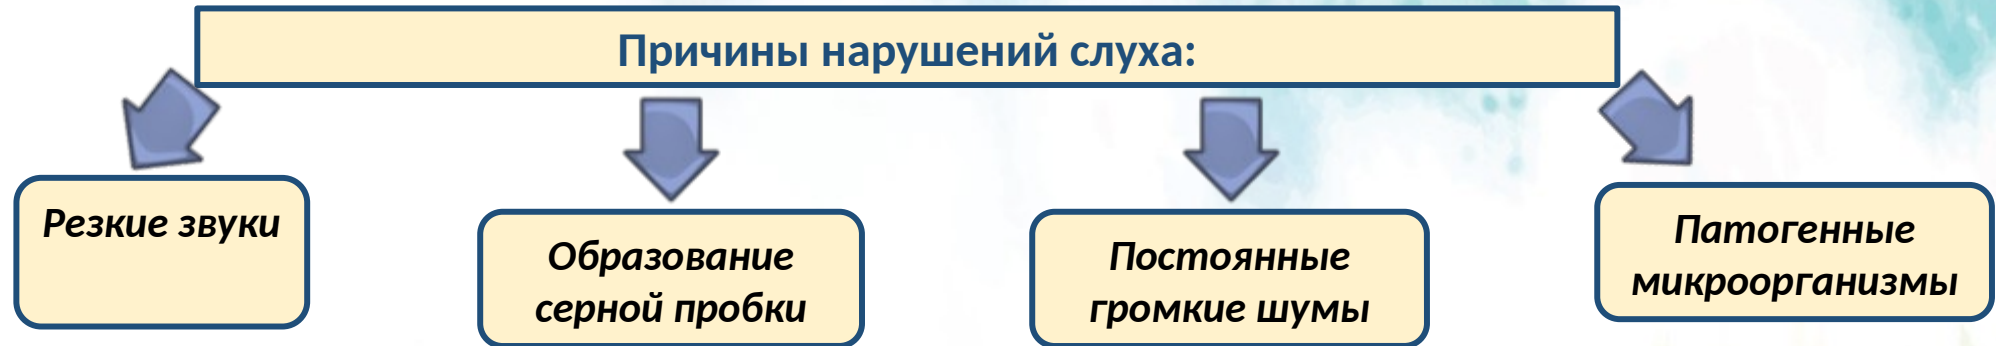 Причины нарушений слуха:
Резкие звуки
Образование
серной пробки
Постоянные
громкие шумы
Патогенные
микроорганизмы